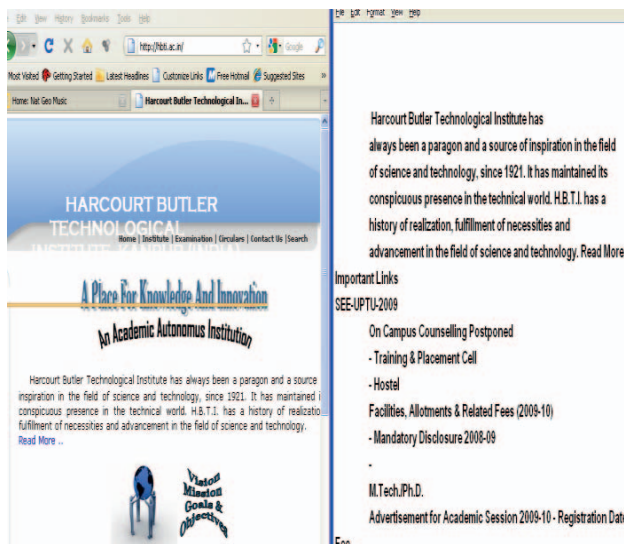 Edit View History Bookmarks Tools Help
http://hbti.ac.in/
Google
Most Visited Getting Started Latest Headlines Customize Links Free Hotmail Suggested Sites »
Home: Nat Geo Music
Harcourt Butler Technological In...
HARCOURT BUTLER
TECHNOLOGICAL
INSTITUTE, KANPUR (INDIA)
Home | Institute | Examination | Circulars | Contact Us |Search
A Place For Knowledge And Innovation
An Academic Autonomus Institution
Harcourt Butler Technological Institute has always been a paragon and a source
inspiration in the field of science and technology, since 1921. It has maintained i
conspicuous presence in the technical world. H.B.T.I. has a history of realizatio
fulfillment of necessities and advancement in the field of science and technology.
Read More ..
Vision
Mission
Goals &
Objectives
File Edit Format View Help
Harcourt Butler Technological Institute has
always been a paragon and a source of inspiration in the field
of science and technology, since 1921. It has maintained its
conspicuous presence in the technical world. H.B.T.I. has a
history of realization, fulfillment of necessities and
advancement in the field of science and technology. Read More
Important Links
SEE-UPTU-2009
On Campus Counselling Postponed
- Training & Placement Cell
- Hostel
Facilities, Allotments & Related Fees (2009-10)
- Mandatory Disclosure 2008-09
-
M.Tech./Ph.D.
Advertisement for Academic Session 2009-10 - Registration Date
Fee